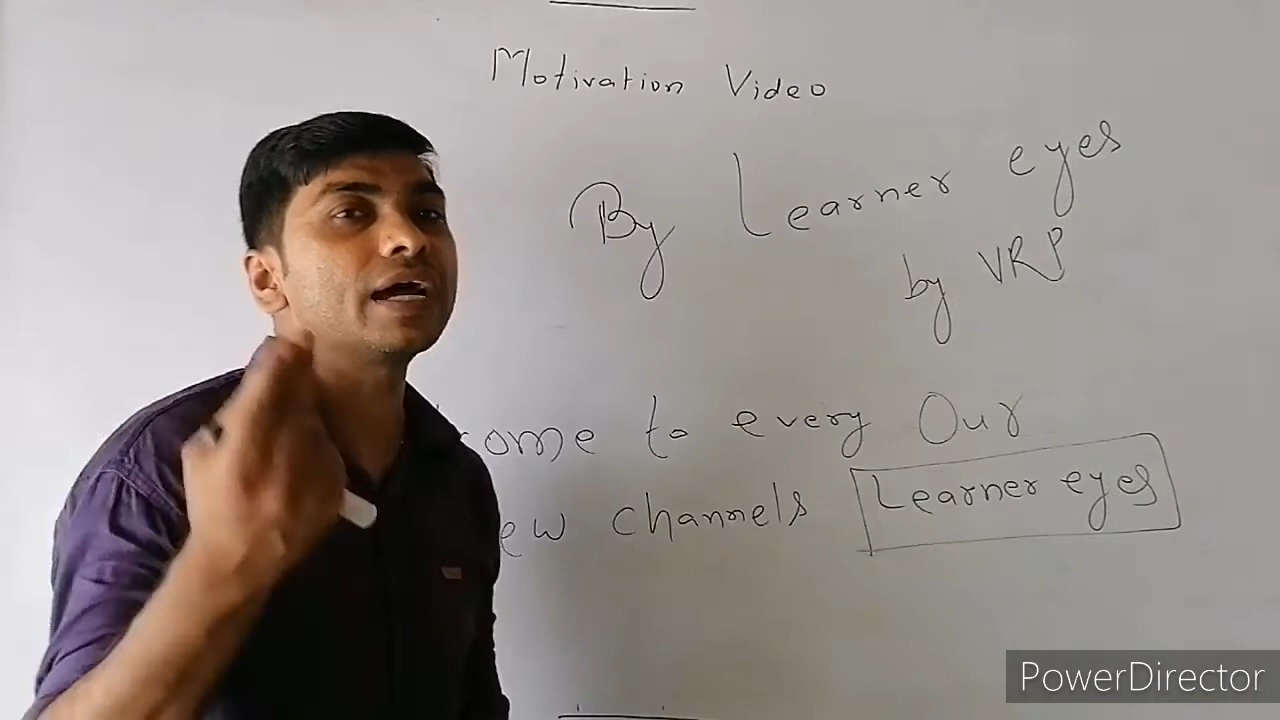 Motivation Video
By Learner eyes
by VRP
come to every Our
ew channels Learner eyes
PowerDirector